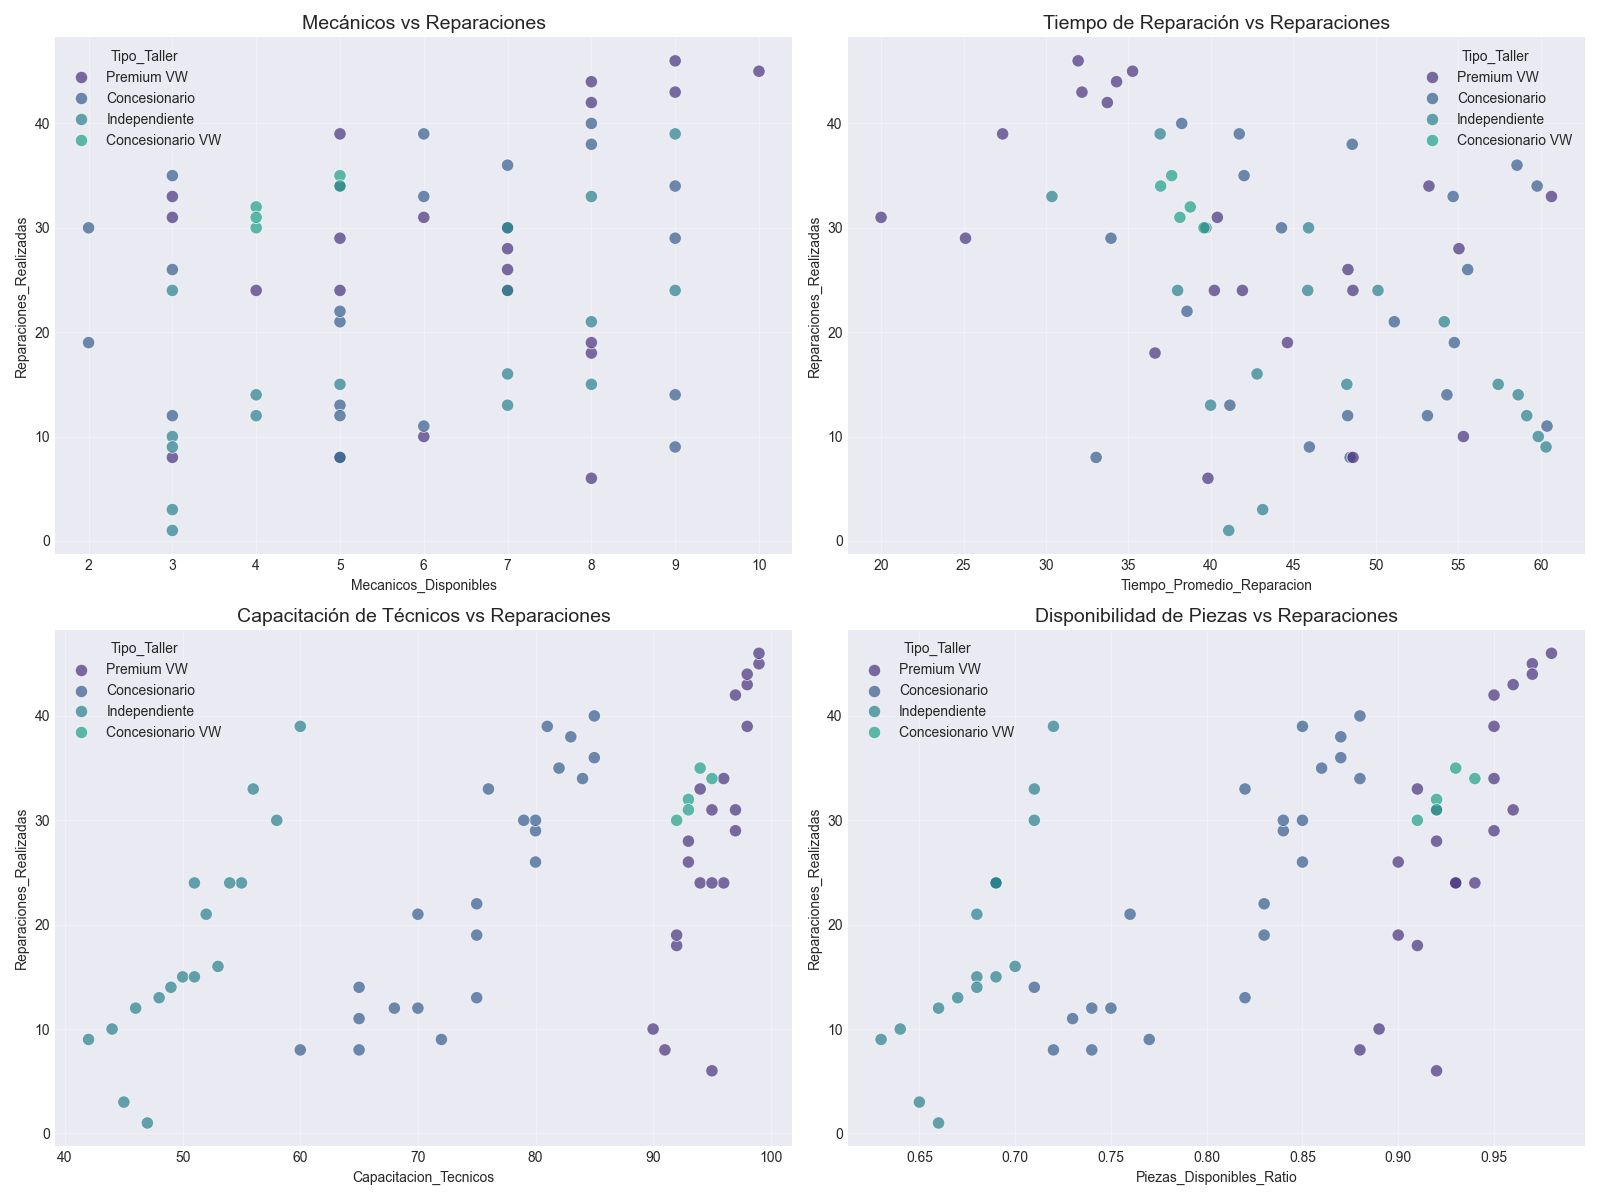 Mecánicos vs Reparaciones
Tipo_Taller
Premium VW
Concesionario
Independiente
Concesionario VW
Reparaciones_Realizadas
40
30
20
10
0
2 3 4 5 6 7 8 9 10
Mecanicos_Disponibles
Tiempo de Reparación vs Reparaciones
Tipo_Taller
Premium VW
Concesionario
Independiente
Concesionario VW
Reparaciones_Realizadas
40
30
20
10
0
20 25 30 35 40 45 50 55 60
Tiempo_Promedio_Reparacion
Capacitación de Técnicos vs Reparaciones
Tipo_Taller
Premium VW
Concesionario
Independiente
Concesionario VW
Reparaciones_Realizadas
40
30
20
10
0
40 50 60 70 80 90 100
Capacitacion_Tecnicos
Disponibilidad de Piezas vs Reparaciones
Tipo_Taller
Premium VW
Concesionario
Independiente
Concesionario VW
Reparaciones_Realizadas
40
30
20
10
0
0.65 0.70 0.75 0.80 0.85 0.90 0.95
Piezas_Disponibles_Ratio